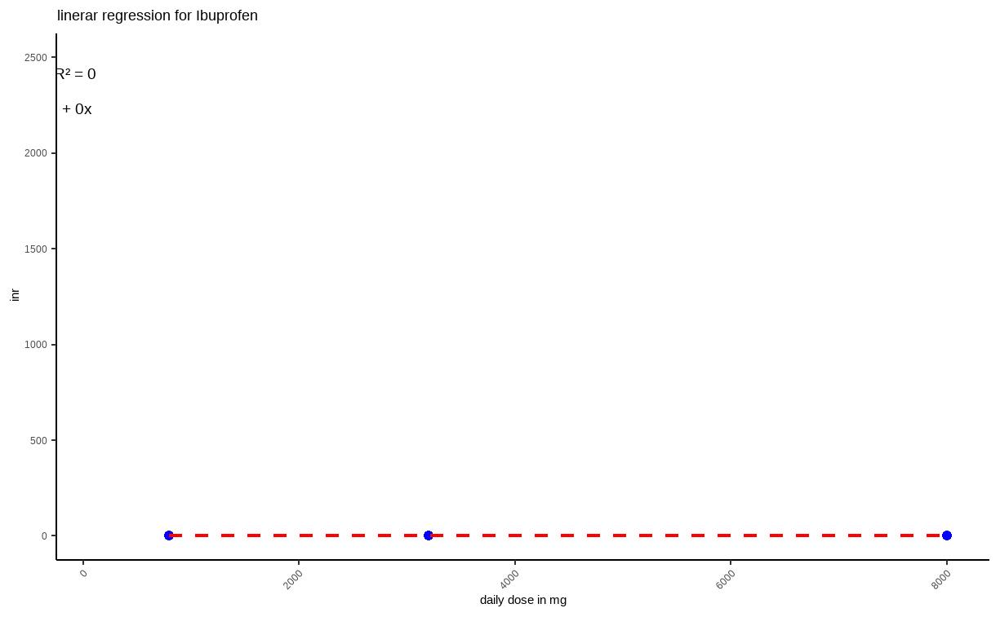 linerar regression for Ibuprofen
2500
R² = 0
+ 0x
2000
1500
inr
1000
500
0
0 2000 4000 6000 8000
daily dose in mg